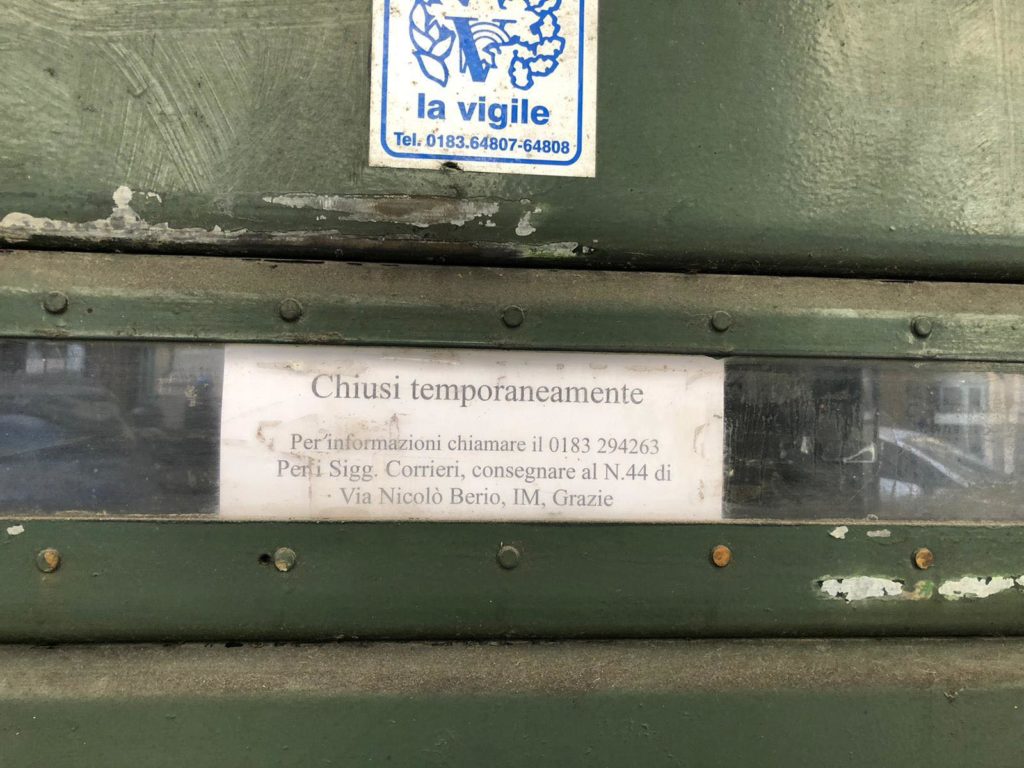 V
la vigile
Tel. 0183.64807-64808
Chiusi temporaneamente
Per informazioni chiamare il 0183 294263
Per i Sigg. Corrieri, consegnare al N.44 di
Via Nicolò Berio, IM, Grazie